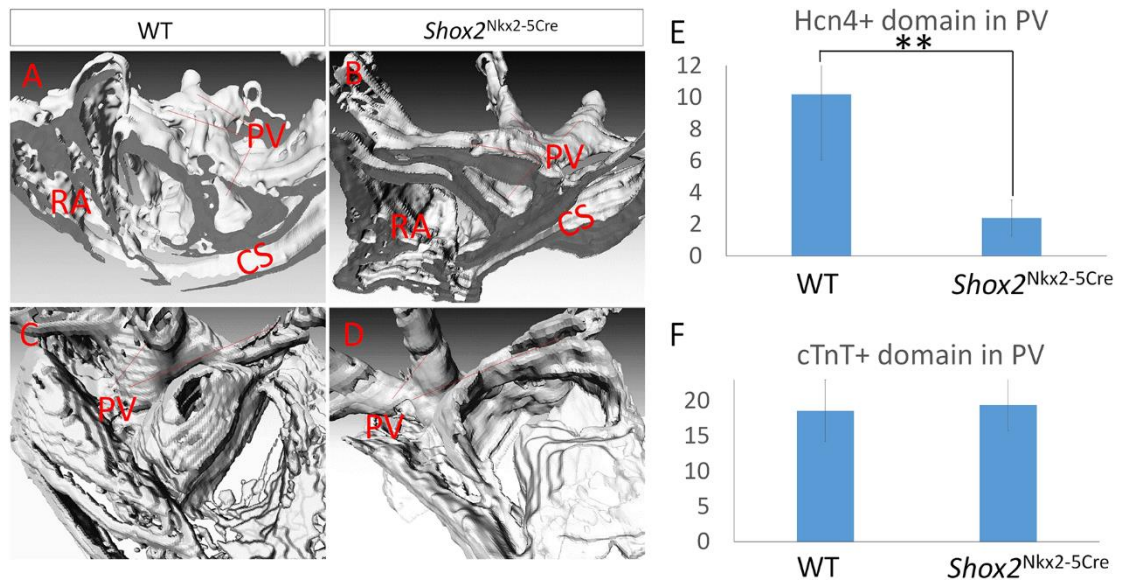 WT
Shox2Nkx2-5Cre
A
PV
RA
CS
B
PV
RA
CS
C
PV
D
PV
E
Hcn4+ domain in PV
**
12
10
8
6
4
2
0
WT
Shox2Nkx2-5Cre
F
cTnT+ domain in PV
20
15
10
5
0
WT
Shox2Nkx2-5Cre